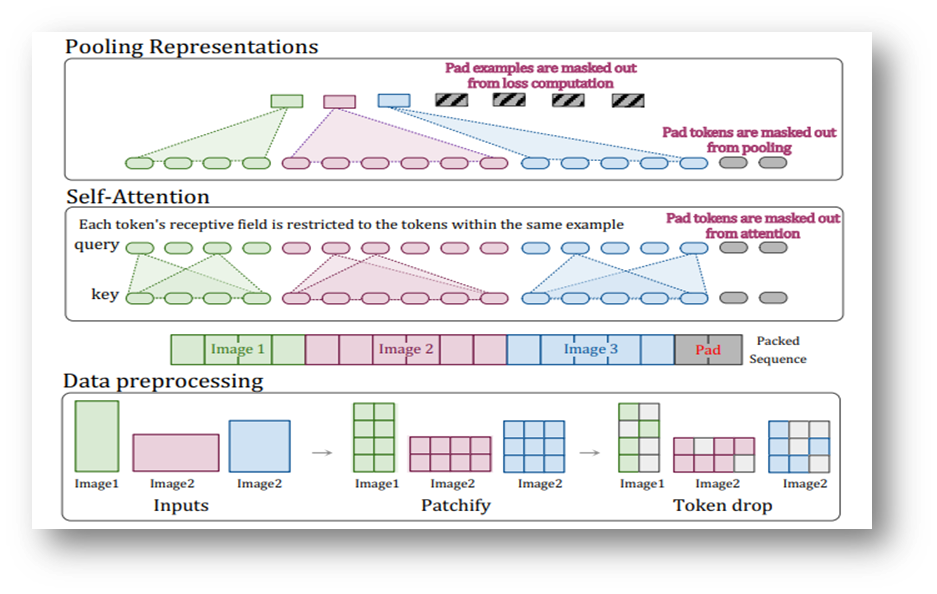 Pooling Representations
Pad examples are masked out
from loss computation
Pad tokens are masked out
from pooling
Self-Attention
Each token's receptive field is restricted to the tokens within the same example
Pad tokens are masked out
from attention
query
key
Image 1
Image 2
Image 3
Pad
Packed
Sequence
Data preprocessing
Image1
Image2
Image2
Image1
Image2
Image2
Image1
Image2
Image2
Inputs
Patchify
Token drop